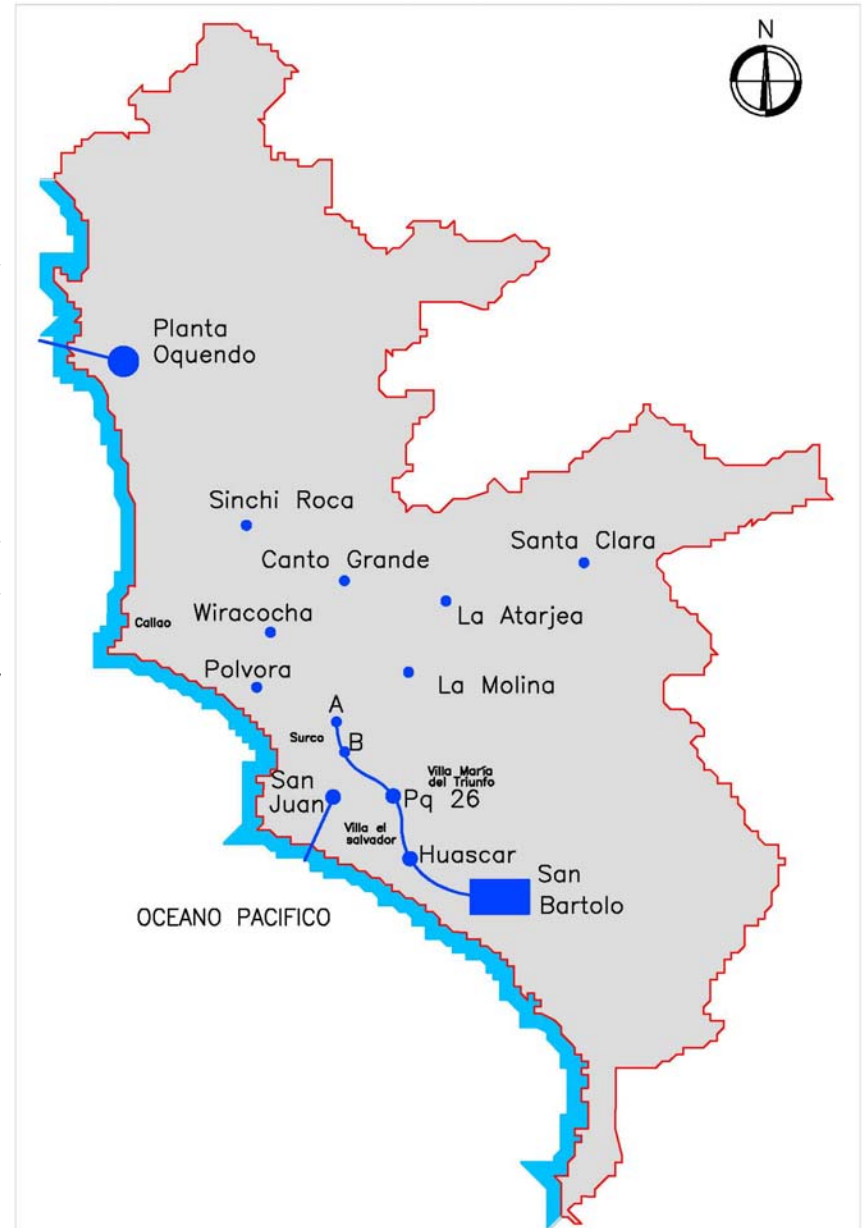 N
Planta
Oquendo
Sinchi Roca
Santa Clara
Canto Grande
La Atarjea
Wiracocha
Callao
Polvora
La Molina
A
Surco
B
Villa María
del Triunfo
San
Juan
Pq 26
Villa el
salvador
Huascar
San
Bartolo
OCEANO PACIFICO